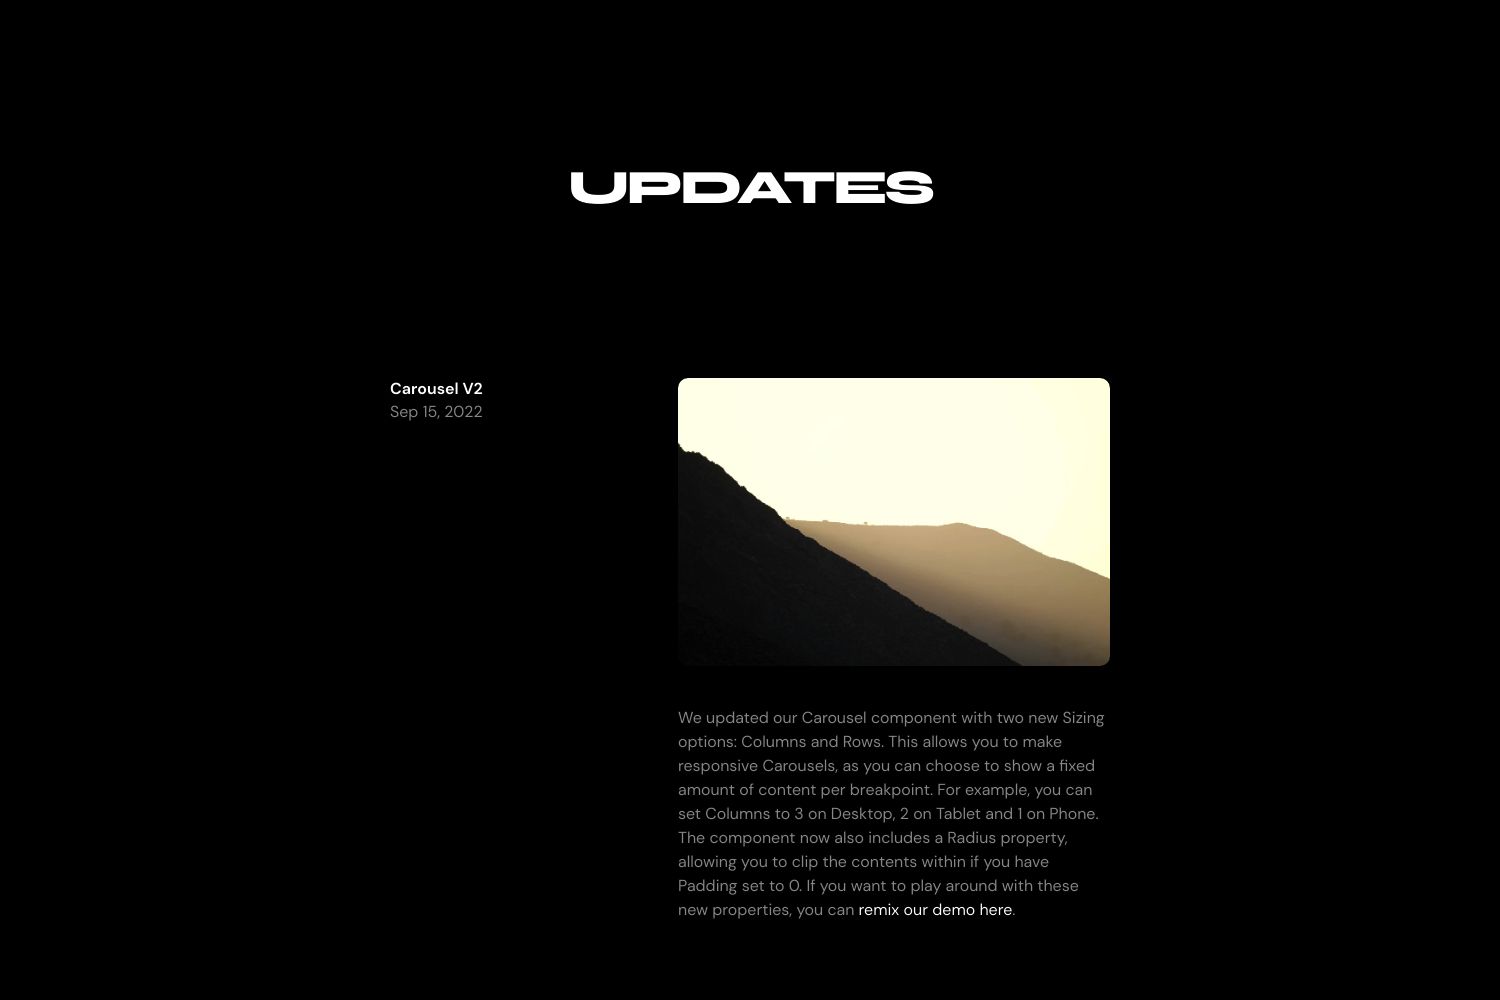 UPDATES
Carousel V2
Sep 15, 2022
We updated our Carousel component with two new Sizing
options: Columns and Rows. This allows you to make
responsive Carousels, as you can choose to show a fixed
amount of content per breakpoint. For example, you can
set Columns to 3 on Desktop, 2 on Tablet and 1 on Phone.
The component now also includes a Radius property,
allowing you to clip the contents within if you have
Padding set to 0. If you want to play around with these
new properties, you can remix our demo here.